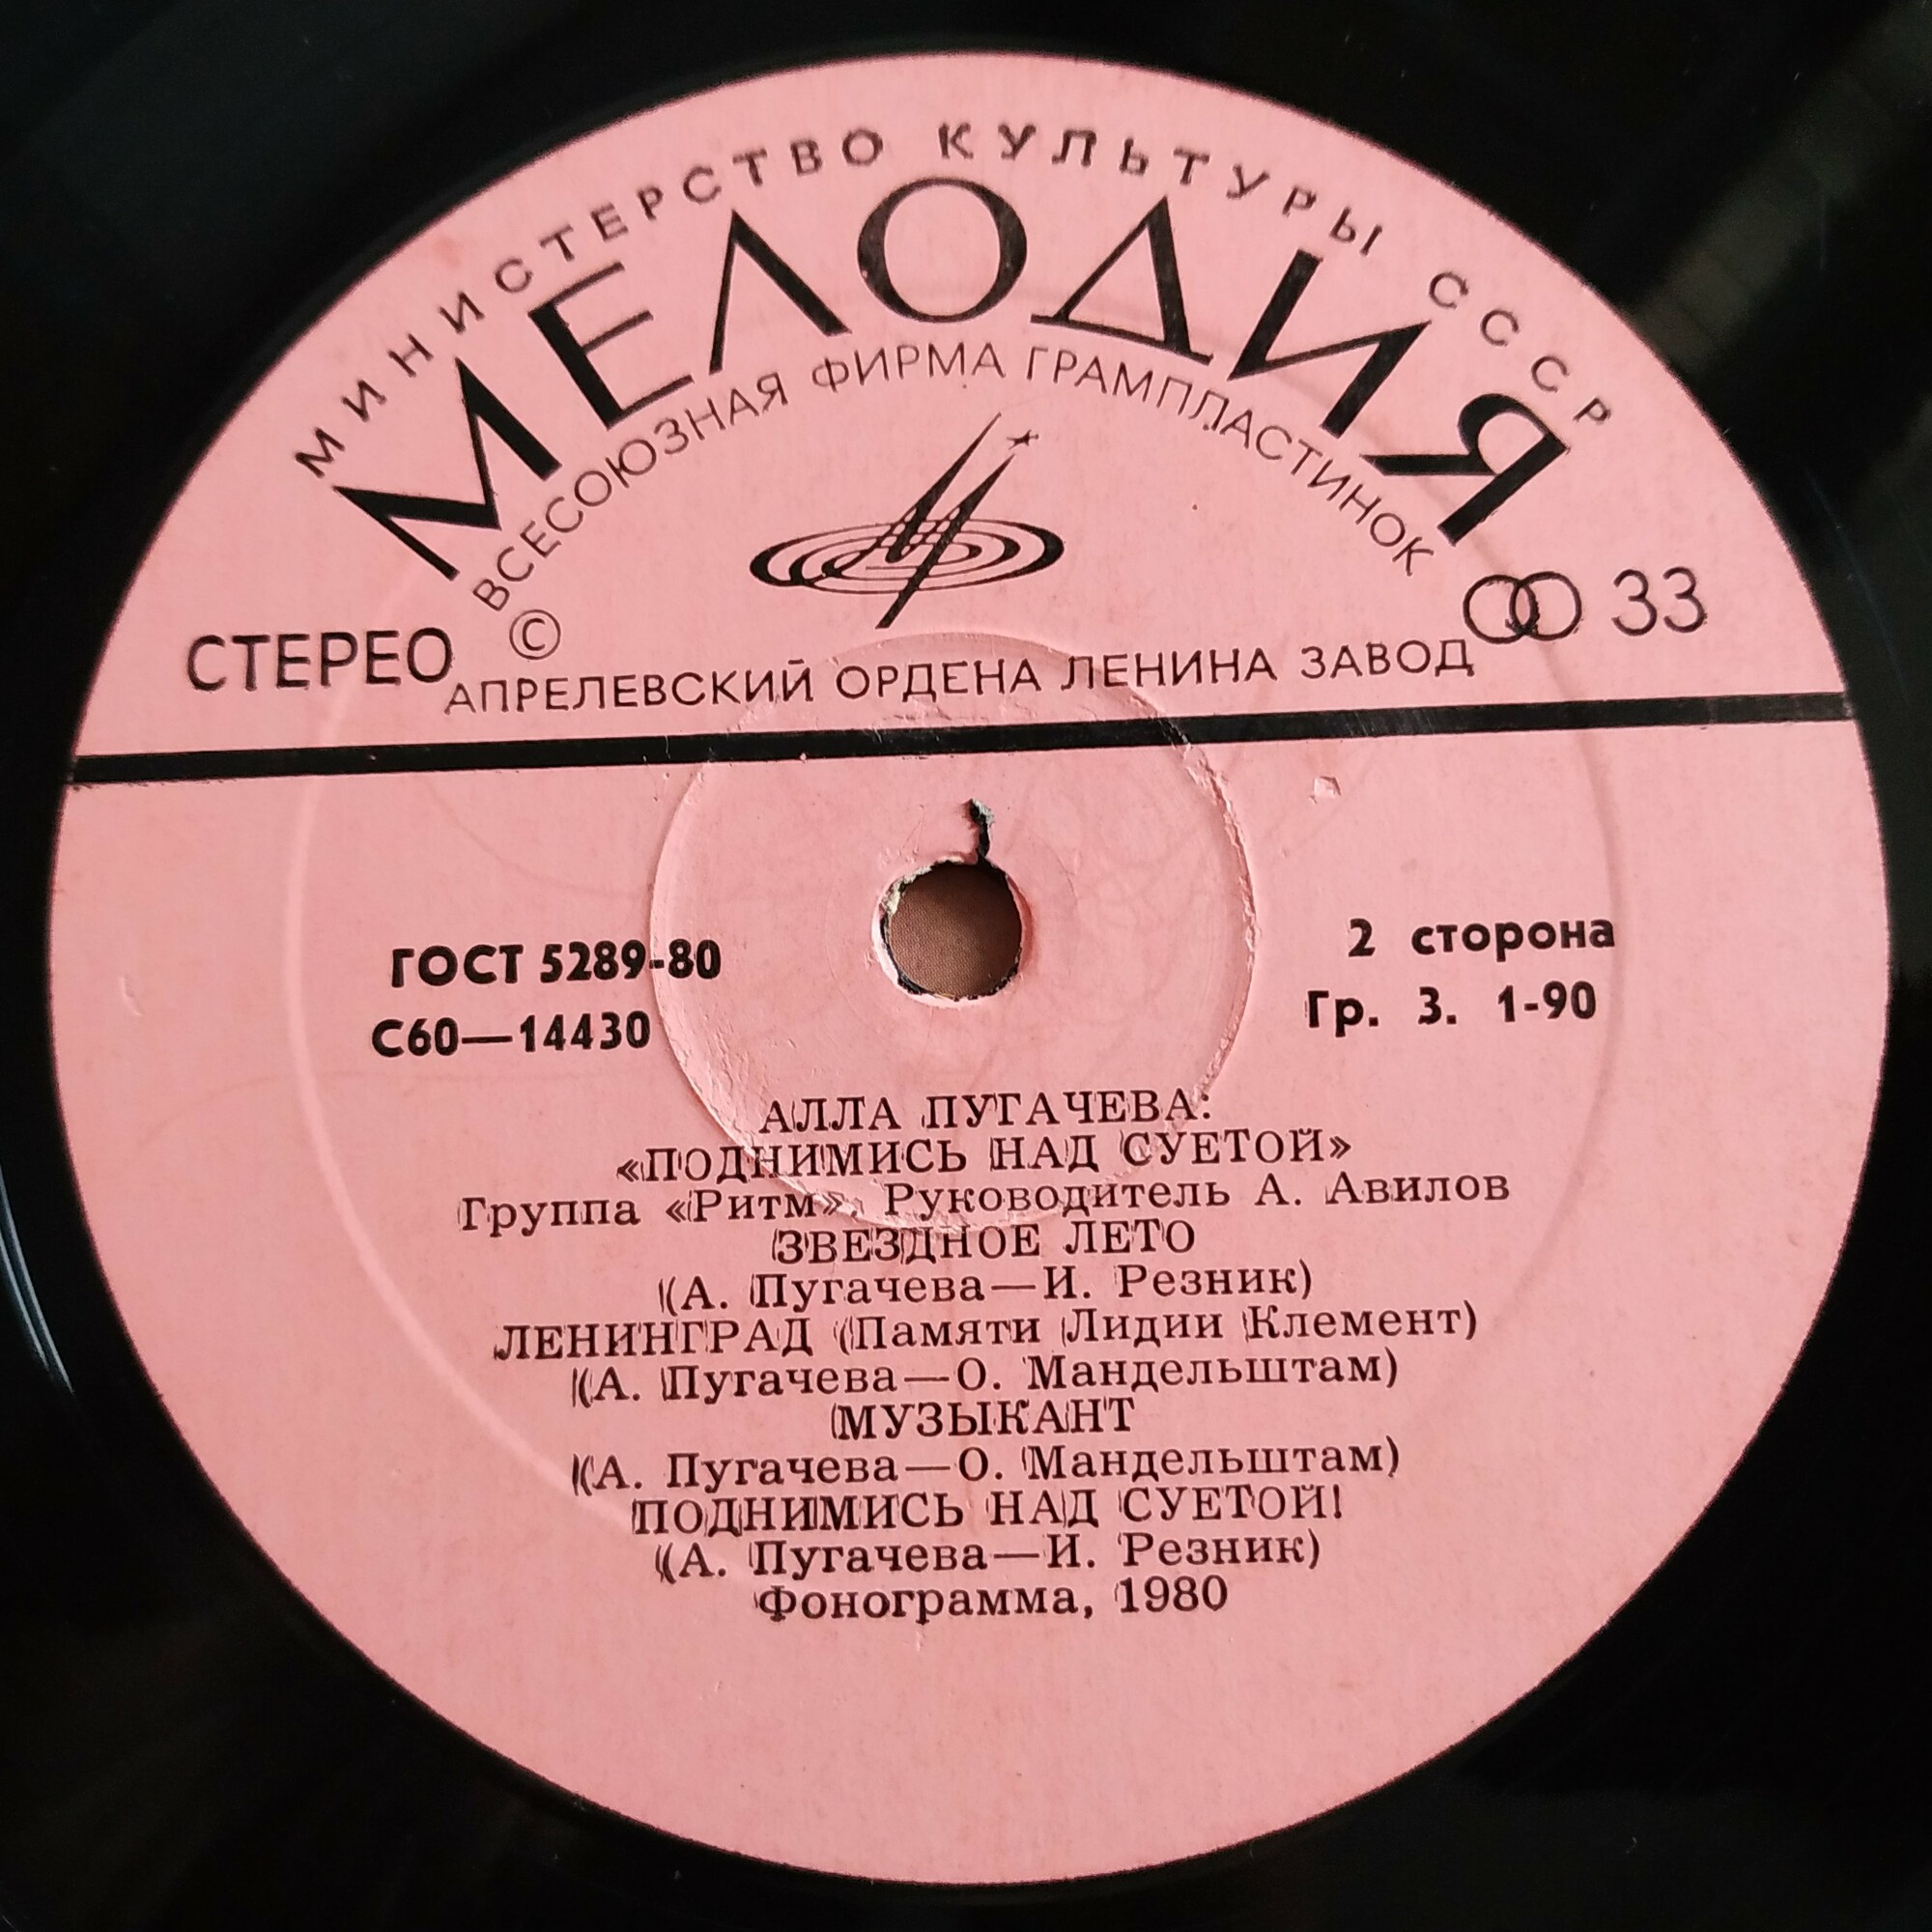 МИНИСТЕРСТВО КУЛЬТУРЫ СССР
МЕЛОДИЯ
ВСЕСОЮЗНАЯ ФИРМА ГРАМПЛАСТИНОК
СТЕРЕО © 33
АПРЕЛЕВСКИЙ ОРДЕНА ЛЕНИНА ЗАВОД
ГОСТ 5289-80
С60—14430
2 сторона
Гр. 3. 1-90
АЛЛА ПУГАЧЕВА:
«ПОДНИМИСЬ НАД СУЕТОЙ»
Группа «Ритм». Руководитель А. Авилов
ЗВЕЗДНОЕ ЛЕТО
(А. Пугачева—И. Резник)
ЛЕНИНГРАД (Памяти Лидии Клемент)
(А. Пугачева—О. Мандельштам)
МУЗЫКАНТ
(А. Пугачева—О. Мандельштам)
ПОДНИМИСЬ НАД СУЕТОЙ!
(А. Пугачева—И. Резник)
Фонограмма, 1980